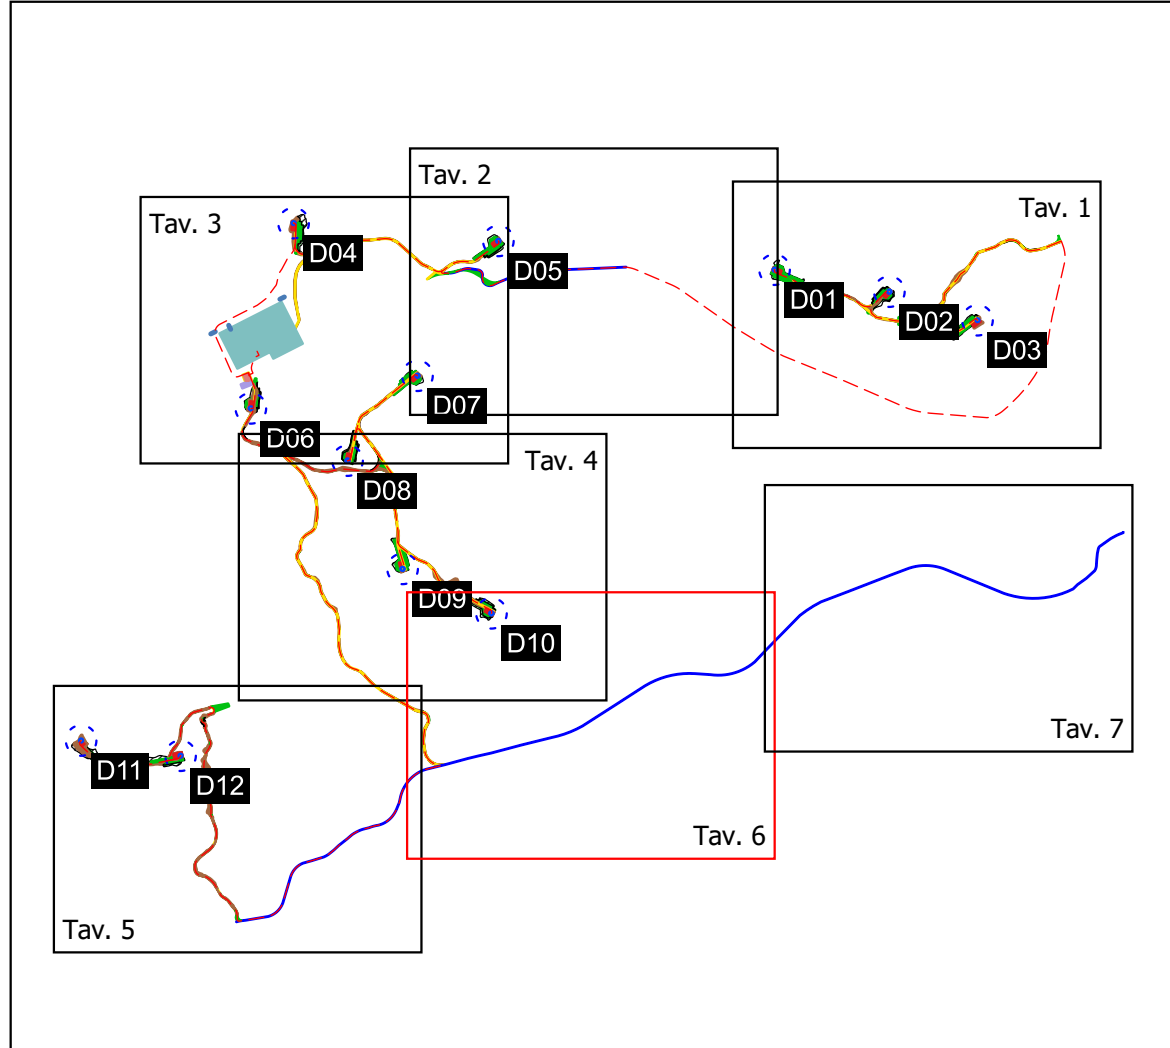 Tav. 2
Tav. 1
Tav. 3
D04
D05
D01
D02
D03
D07
D06
Tav. 4
D08
D09
D10
Tav. 7
D11
D12
Tav. 6
Tav. 5